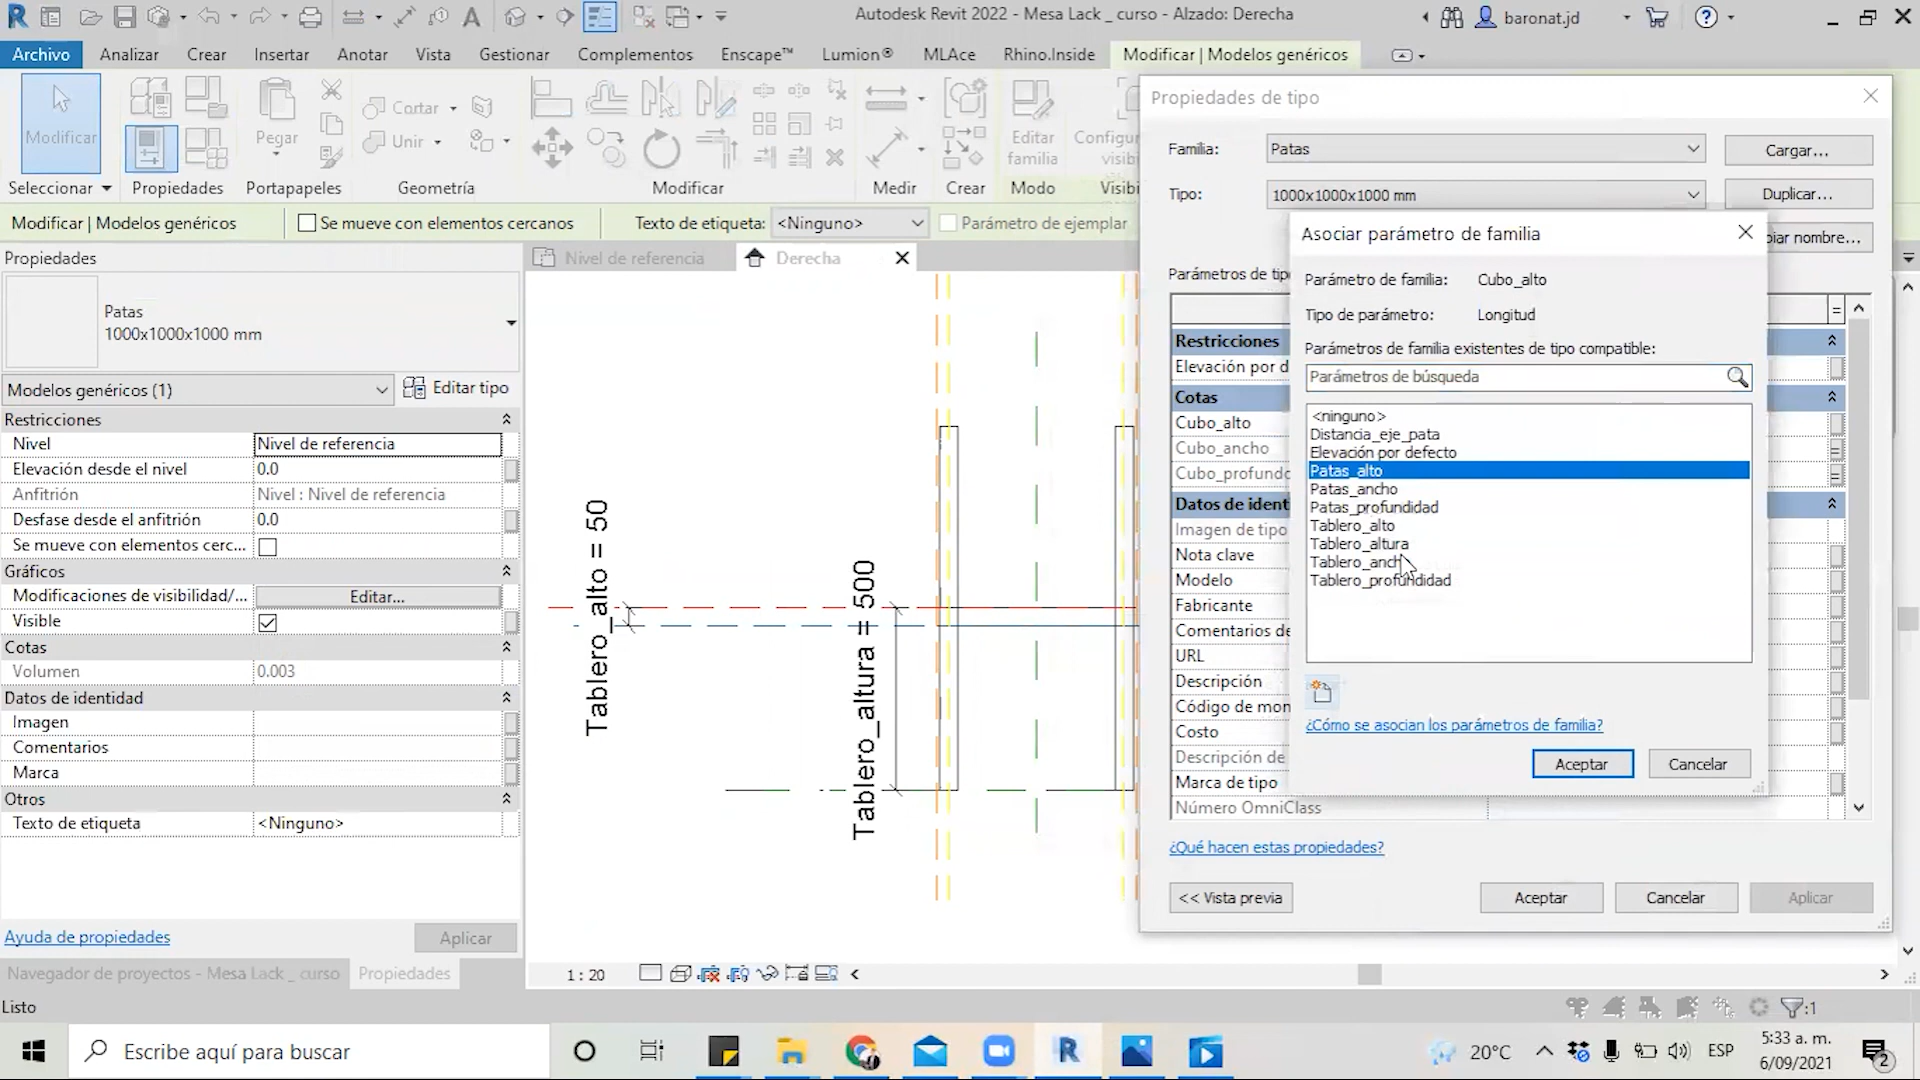 Autodesk Revit 2022 - Mesa Lack _ curso - Alzado: Derecha
baronat.jd
Archivo Analizar Crear Insertar Anotar Vista Gestionar Complementos Enscape™ Lumion® MLAce Rhino.Inside Modificar | Modelos genéricos
Modificar
Pegar
Cortar
Unir
Editar familia
Seleccionar Propiedades Portapapeles Geometría Modificar Medir Crear Modo
Modificar | Modelos genéricos Se mueve con elementos cercanos Texto de etiqueta: <Ninguno> Parámetro de ejemplar
Propiedades
Patas
1000x1000x1000 mm
Modelos genéricos (1) Editar tipo
Restricciones
Nivel Nivel de referencia
Elevación desde el nivel 0.0
Anfitrión Nivel : Nivel de referencia
Desfase desde el anfitrión 0.0
Se mueve con elementos cerc...
Gráficos
Modificaciones de visibilidad/... Editar...
Visible
Cotas
Volumen 0.003
Datos de identidad
Imagen
Comentarios
Marca
Otros
Texto de etiqueta <Ninguno>
Ayuda de propiedades Aplicar
Navegador de proyectos - Mesa Lack _ curso Propiedades
Nivel de referencia Derecha
Tablero_alto = 50
Tablero_altura = 500
1 : 20
Propiedades de tipo
Familia: Patas Cargar...
Tipo: 1000x1000x1000 mm Duplicar...
biar nombre...
Parámetros de tipo
Restricciones
Elevación por d
Cotas
Cubo_alto
Cubo_ancho
Cubo_profund
Datos de ident
Imagen de tipo
Nota clave
Modelo
Fabricante
Comentarios de
URL
Descripción
Código de mon
Costo
Descripción de
Marca de tipo
Número OmniClass
¿Qué hacen estas propiedades?
<< Vista previa Aceptar Cancelar Aplicar
Asociar parámetro de familia
Parámetro de familia: Cubo_alto
Tipo de parámetro: Longitud
Parámetros de familia existentes de tipo compatible:
Parámetros de búsqueda
<ninguno>
Distancia_eje_pata
Elevación por defecto
Patas_alto
Patas_ancho
Patas_profundidad
Tablero_alto
Tablero_altura
Tablero_anch
Tablero_profundidad
¿Cómo se asocian los parámetros de familia?
Aceptar Cancelar
Listo
:1
Escribe aquí para buscar
20°C
ESP
5:33 a. m.
6/09/2021
2